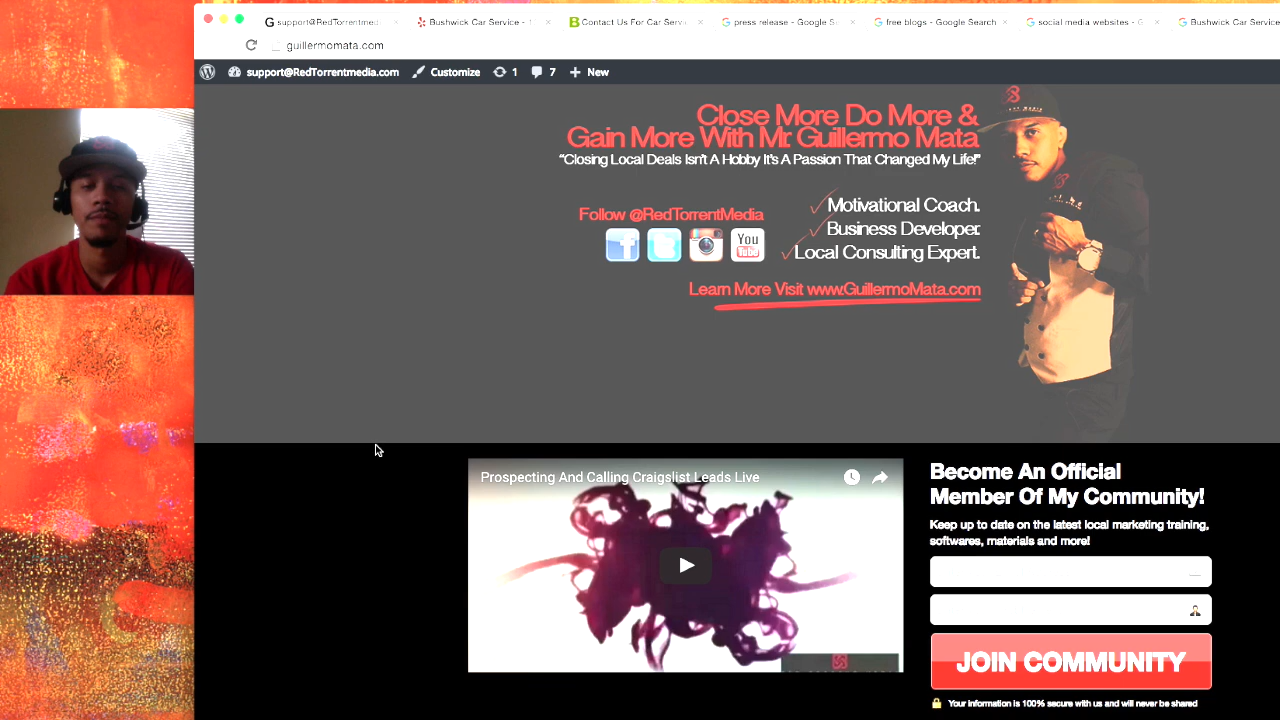 support@RedTorrentmed
Bushwick Car Service -
Contact Us For Car Servic
press release - Google Se
free blogs - Google Search
social media websites - G
Bushwick Car Service
guillermomata.com
support@RedTorrentmedia.com
Customize
1
7
New
Close More Do More &
Gain More With Mr. Guillermo Mata
"Closing Local Deals Isn't A Hobby It's A Passion That Changed My Life!"
Follow @RedTorrentMedia
You
Tube
Motivational Coach.
Business Developer.
Local Consulting Expert.
Learn More Visit www.GuillermoMata.com
Prospecting And Calling Craigslist Leads Live
Become An Official
Member Of My Community!
Keep up to date on the latest local marketing training,
softwares, materials and more!
JOIN COMMUNITY
Your information is 100% secure with us and will never be shared